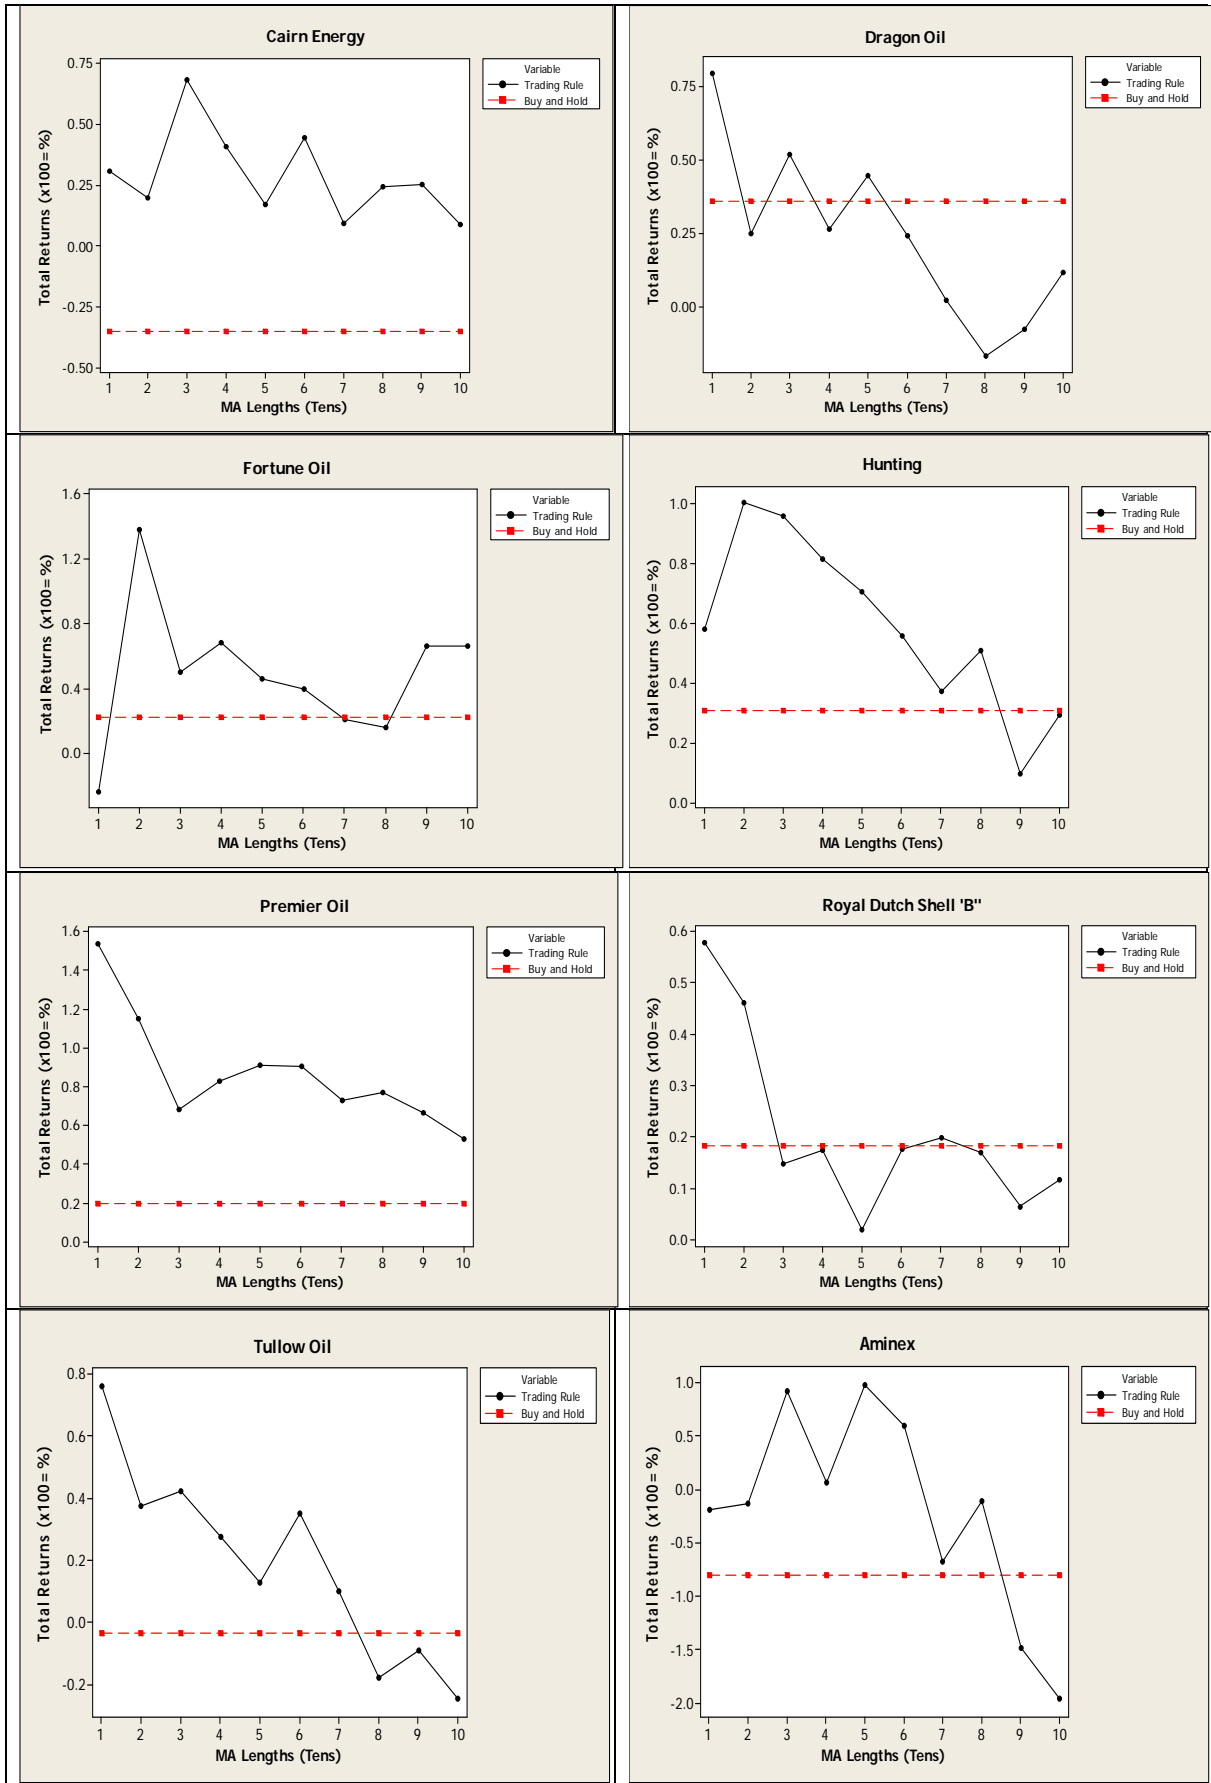 Cairn Energy
Total Returns (x100=%)
0.75
0.50
0.25
0.00
-0.25
-0.50
1 2 3 4 5 6 7 8 9 10
MA Lengths (Tens)
Variable
Trading Rule
Buy and Hold
Dragon Oil
Total Returns (x100=%)
0.75
0.50
0.25
0.00
1 2 3 4 5 6 7 8 9 10
MA Lengths (Tens)
Variable
Trading Rule
Buy and Hold
Fortune Oil
Total Returns (x100=%)
1.6
1.2
0.8
0.4
0.0
1 2 3 4 5 6 7 8 9 10
MA Lengths (Tens)
Variable
Trading Rule
Buy and Hold
Hunting
Total Returns (x100=%)
1.0
0.8
0.6
0.4
0.2
0.0
1 2 3 4 5 6 7 8 9 10
MA Lengths (Tens)
Variable
Trading Rule
Buy and Hold
Premier Oil
Total Returns (x100=%)
1.6
1.4
1.2
1.0
0.8
0.6
0.4
0.2
0.0
1 2 3 4 5 6 7 8 9 10
MA Lengths (Tens)
Variable
Trading Rule
Buy and Hold
Royal Dutch Shell 'B''
Total Returns (x100=%)
0.6
0.5
0.4
0.3
0.2
0.1
0.0
1 2 3 4 5 6 7 8 9 10
MA Lengths (Tens)
Variable
Trading Rule
Buy and Hold
Tullow Oil
Total Returns (x100=%)
0.8
0.6
0.4
0.2
0.0
-0.2
1 2 3 4 5 6 7 8 9 10
MA Lengths (Tens)
Variable
Trading Rule
Buy and Hold
Aminex
Total Returns (x100=%)
1.0
0.5
0.0
-0.5
-1.0
-1.5
-2.0
1 2 3 4 5 6 7 8 9 10
MA Lengths (Tens)
Variable
Trading Rule
Buy and Hold